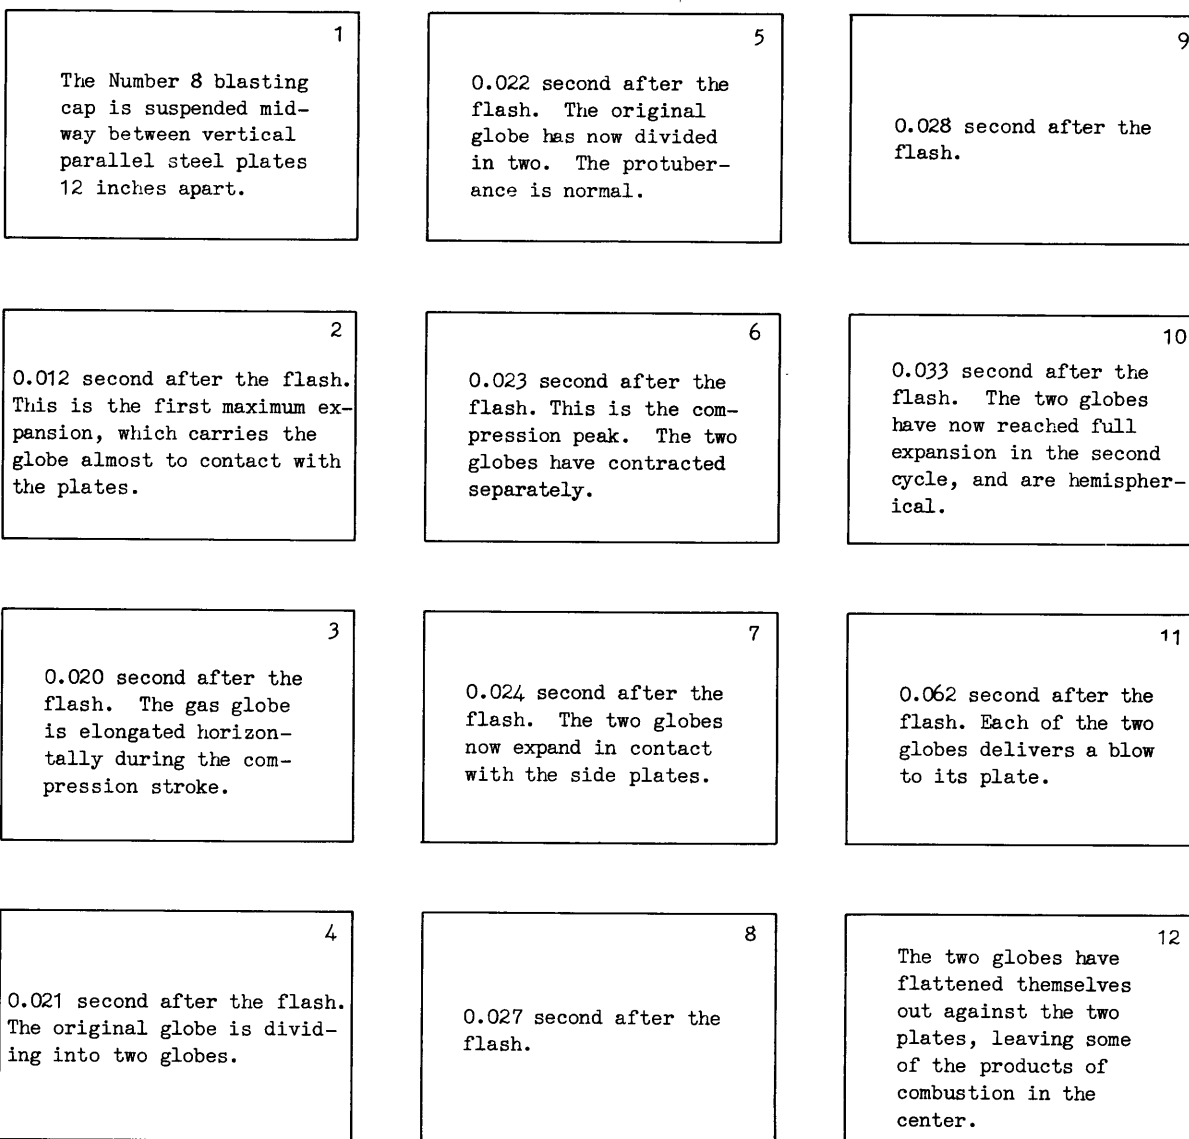 1
The Number 8 blasting
cap is suspended mid-
way between vertical
parallel steel plates
12 inches apart.
2
0.012 second after the flash.
This is the first maximum ex-
pansion, which carries the
globe almost to contact with
the plates.
3
0.020 second after the
flash. The gas globe
is elongated horizon-
tally during the com-
pression stroke.
4
0.021 second after the flash.
The original globe is divid-
ing into two globes.
5
0.022 second after the
flash. The original
globe has now divided
in two. The protuber-
ance is normal.
6
0.023 second after the
flash. This is the com-
pression peak. The two
globes have contracted
separately.
7
0.024 second after the
flash. The two globes
now expand in contact
with the side plates.
8
0.027 second after the
flash.
9
0.028 second after the
flash.
10
0.033 second after the
flash. The two globes
have now reached full
expansion in the second
cycle, and are hemispher-
ical.
11
0.062 second after the
flash. Each of the two
globes delivers a blow
to its plate.
12
The two globes have
flattened themselves
out against the two
plates, leaving some
of the products of
combustion in the
center.